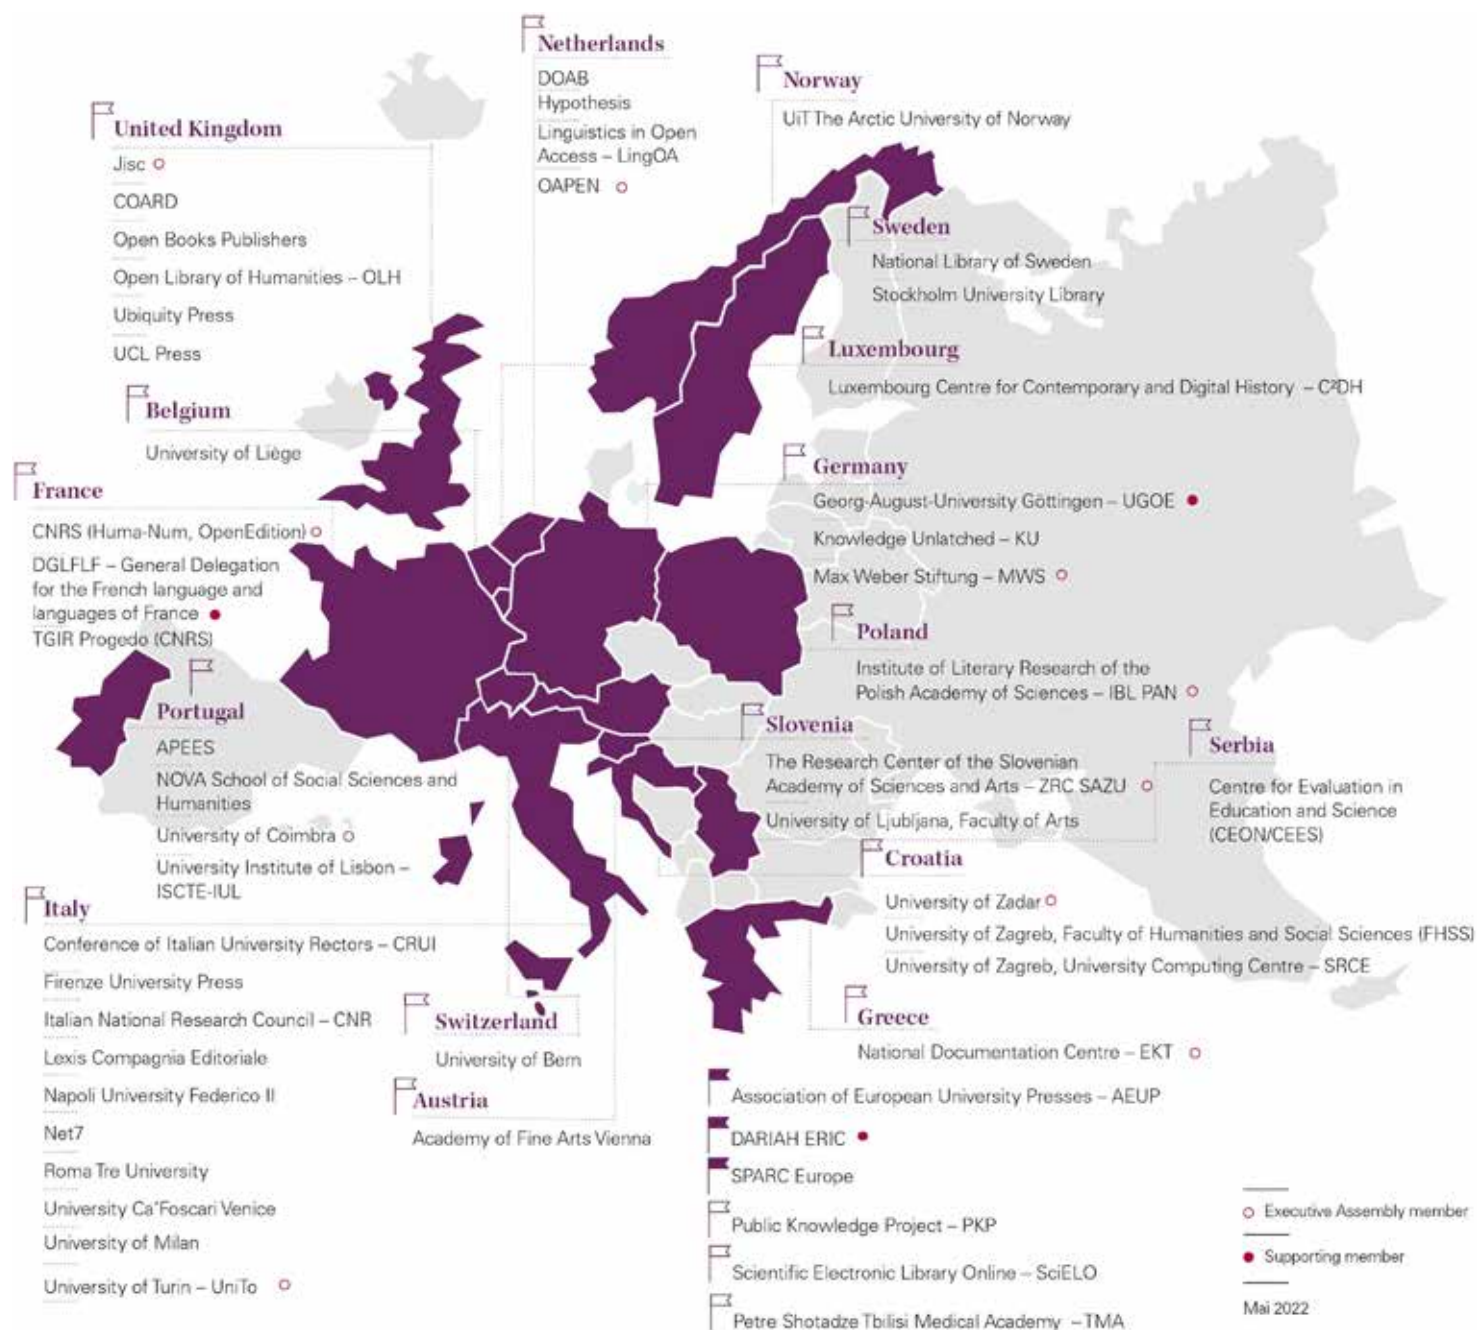 Netherlands
DOAB
Hypothesis
Linguistics in Open
Access – LingOA
OAPEN
Norway
UiT The Arctic University of Norway
United Kingdom
Jisc
COARD
Open Books Publishers
Open Library of Humanities – OLH
Ubiquity Press
UCL Press
Sweden
National Library of Sweden
Stockholm University Library
Luxembourg
Luxembourg Centre for Contemporary and Digital History – C²DH
Belgium
University of Liège
Germany
Georg-August-University Göttingen – UGOE
Knowledge Unlatched – KU
Max Weber Stiftung – MWS
France
CNRS (Huma-Num, OpenEdition)
DGLFLF – General Delegation
for the French language and
languages of France
TGIR Progedo (CNRS)
Poland
Institute of Literary Research of the
Polish Academy of Sciences – IBL PAN
Portugal
APEES
NOVA School of Social Sciences and
Humanities
University of Coimbra
University Institute of Lisbon –
ISCTE-IUL
Slovenia
The Research Center of the Slovenian
Academy of Sciences and Arts – ZRC SAZU
University of Ljubljana, Faculty of Arts
Serbia
Centre for Evaluation in
Education and Science
(CEON/CEES)
Croatia
University of Zadar
University of Zagreb, Faculty of Humanities and Social Sciences (FHSS)
University of Zagreb, University Computing Centre – SRCE
Italy
Conference of Italian University Rectors – CRUI
Firenze University Press
Italian National Research Council – CNR
Lexis Compagnia Editoriale
Napoli University Federico II
Net7
Roma Tre University
University Ca'Foscari Venice
University of Milan
University of Turin – UniTo
Switzerland
University of Bern
Austria
Academy of Fine Arts Vienna
Greece
National Documentation Centre – EKT
Association of European University Presses – AEUP
DARIAH ERIC
SPARC Europe
Public Knowledge Project – PKP
Scientific Electronic Library Online – SciELO
Petre Shotadze Tbilisi Medical Academy – TMA
Executive Assembly member
Supporting member
Mai 2022